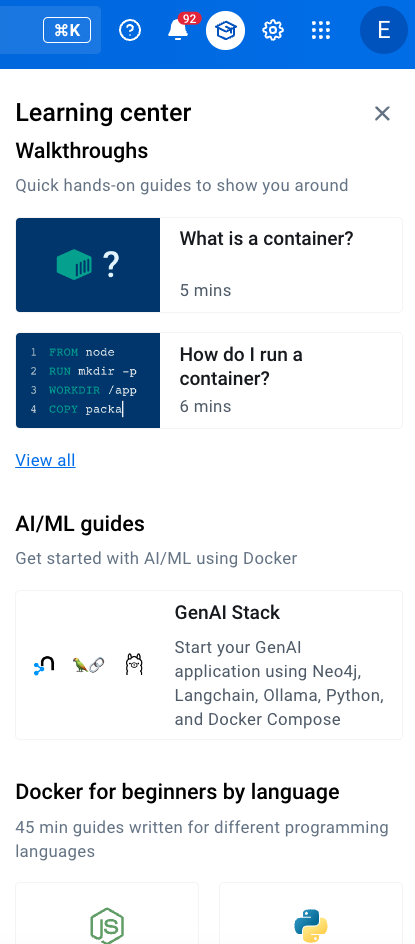 ⌘K
92
E
Learning center
Walkthroughs
Quick hands-on guides to show you around
?
What is a container?
5 mins
1 FROM node
2 RUN mkdir -p
3 WORKDIR /app
4 COPY packa
How do I run a
container?
6 mins
View all
AI/ML guides
Get started with AI/ML using Docker
GenAI Stack
Start your GenAI
application using Neo4j,
Langchain, Ollama, Python,
and Docker Compose
Docker for beginners by language
45 min guides written for different programming
languages
JS